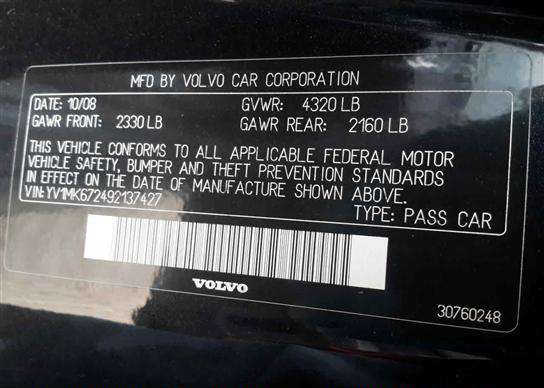 MFD BY VOLVO CAR CORPORATION
DATE: 10/08 GVWR: 4320 LB
GAWR FRONT: 2330 LB GAWR REAR: 2160 LB
THIS VEHICLE CONFORMS TO ALL APPLICABLE FEDERAL MOTOR
VEHICLE SAFETY, BUMPER AND THEFT PREVENTION STANDARDS
IN EFFECT ON THE DATE OF MANUFACTURE SHOWN ABOVE.
VIN: YV1MK672492137427
TYPE: PASS CAR
VOLVO
30760248